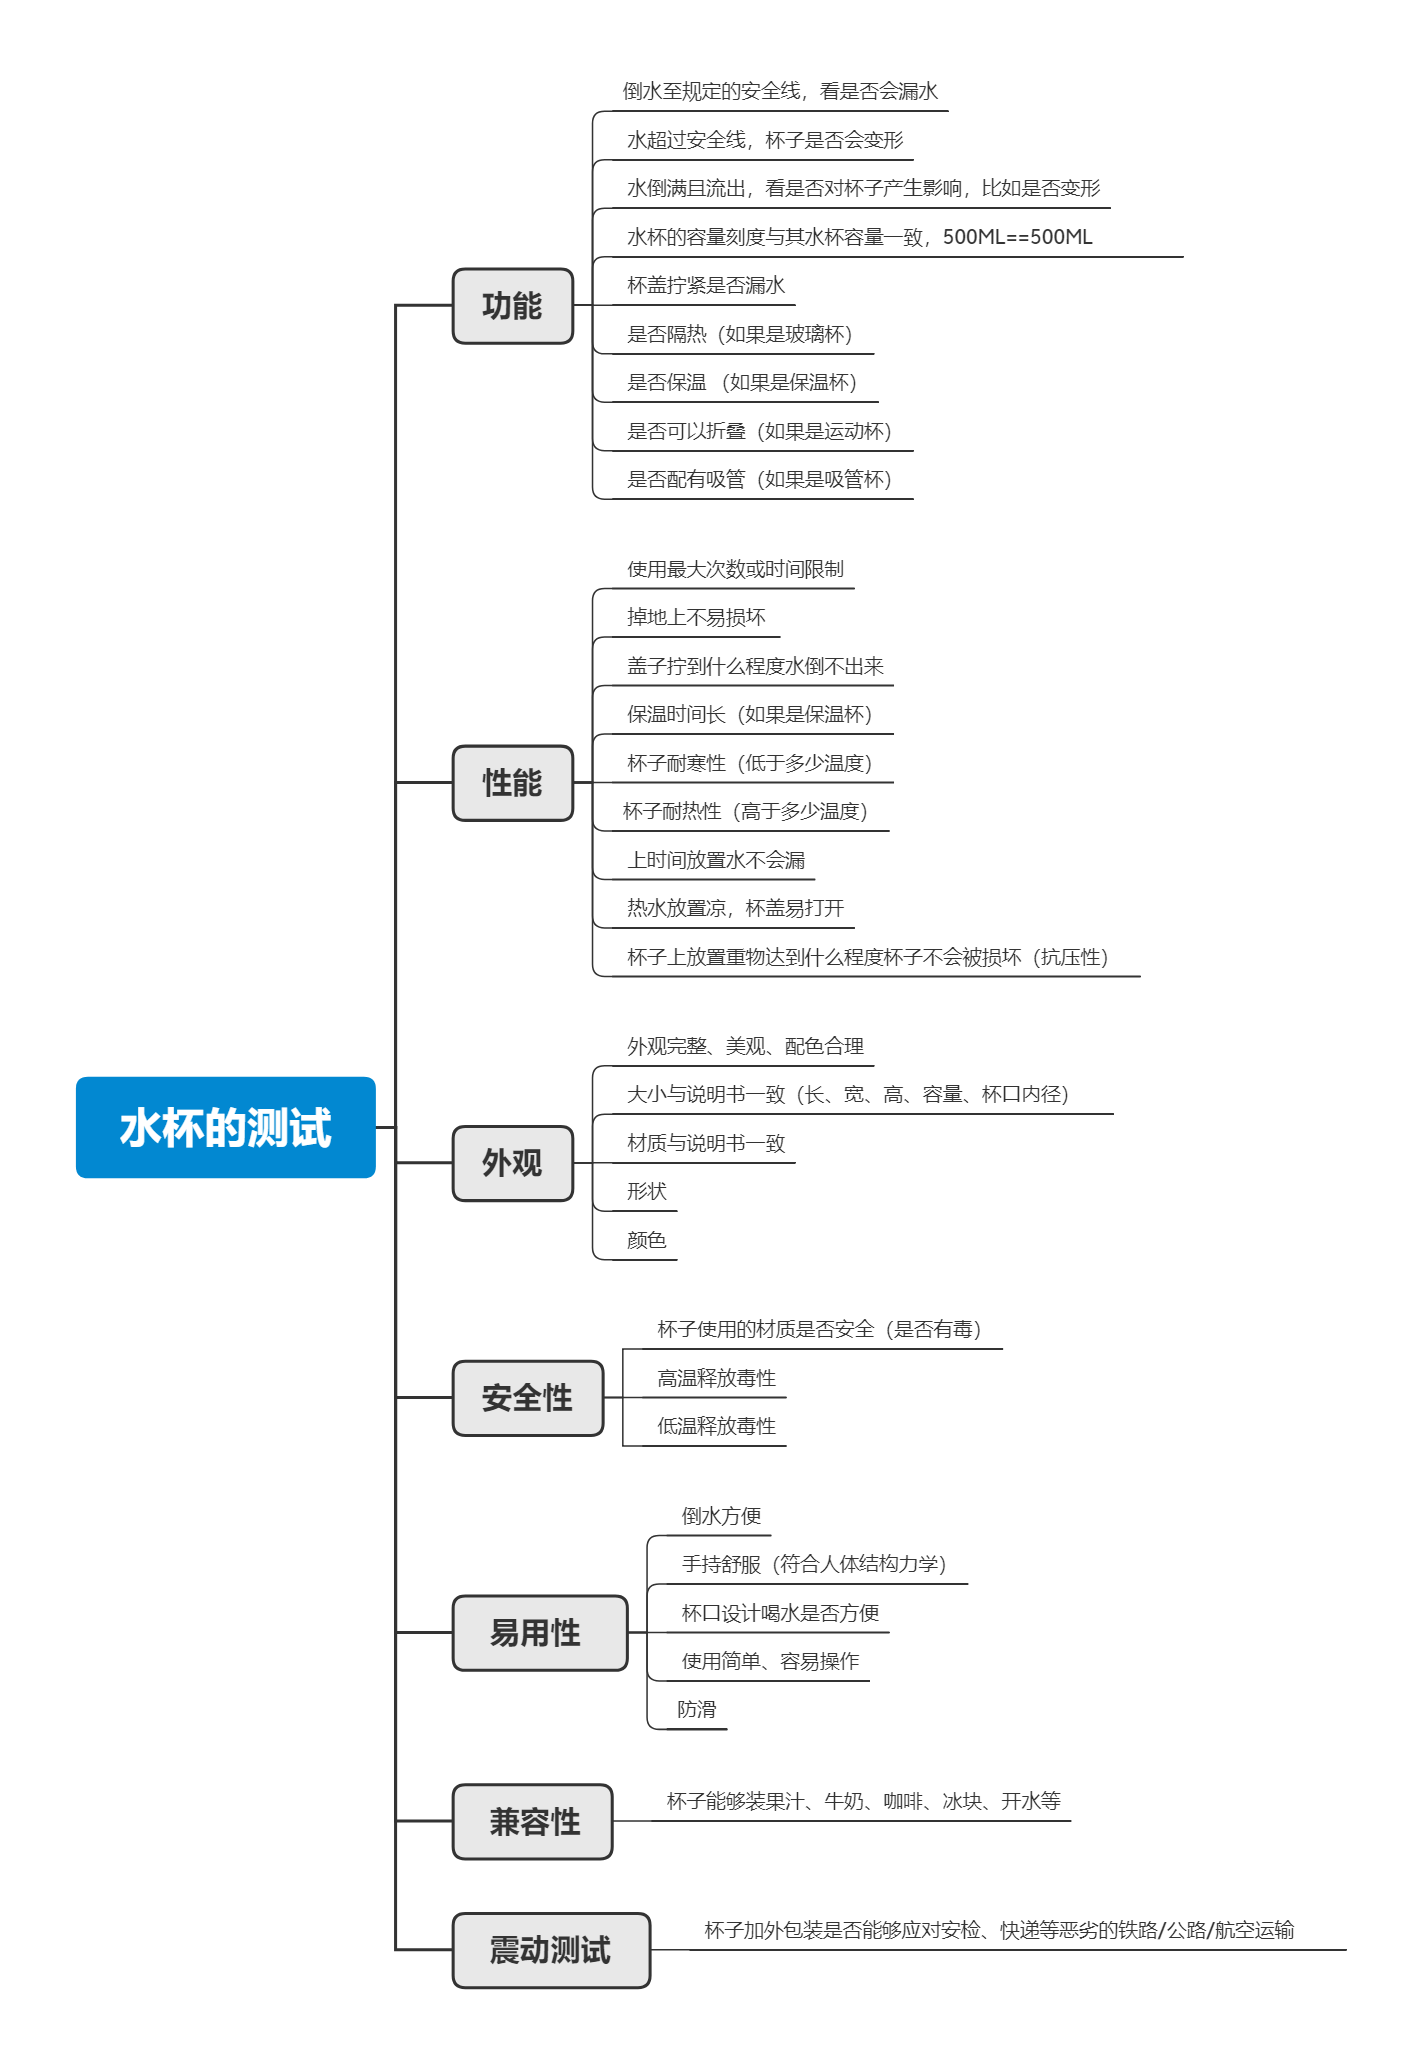 水杯的测试
功能
倒水至规定的安全线，看是否会漏水
水超过安全线，杯子是否会变形
水倒满且流出，看是否对杯子产生影响，比如是否变形
水杯的容量刻度与其水杯容量一致，500ML==500ML
杯盖拧紧是否漏水
是否隔热（如果是玻璃杯）
是否保温 （如果是保温杯）
是否可以折叠（如果是运动杯）
是否配有吸管（如果是吸管杯）
性能
使用最大次数或时间限制
掉地上不易损坏
盖子拧到什么程度水倒不出来
保温时间长（如果是保温杯）
杯子耐寒性（低于多少温度）
杯子耐热性（高于多少温度）
上时间放置水不会漏
热水放置凉，杯盖易打开
杯子上放置重物达到什么程度杯子不会被损坏（抗压性）
外观
外观完整、美观、配色合理
大小与说明书一致（长、宽、高、容量、杯口内径）
材质与说明书一致
形状
颜色
安全性
杯子使用的材质是否安全（是否有毒）
高温释放毒性
低温释放毒性
易用性
倒水方便
手持舒服（符合人体结构力学）
杯口设计喝水是否方便
使用简单、容易操作
防滑
兼容性
杯子能够装果汁、牛奶、咖啡、冰块、开水等
震动测试
杯子加外包装是否能够应对安检、快递等恶劣的铁路/公路/航空运输